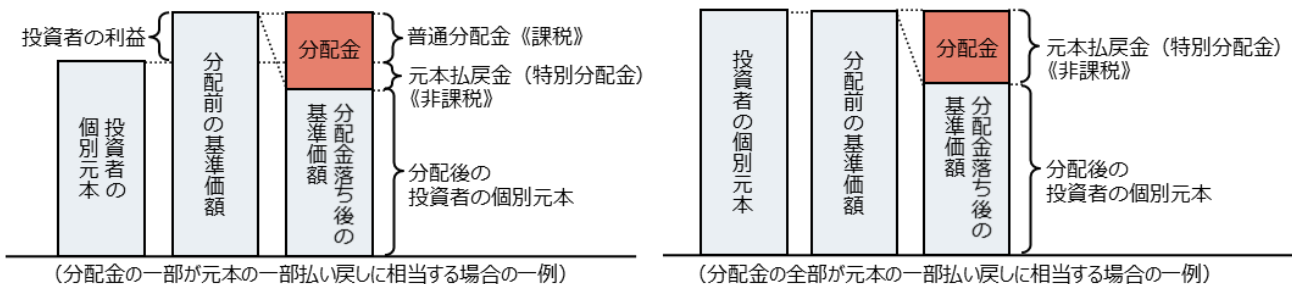 投資者の利益
投資者の
個別元本
分配前の基準価額
分配金
分配金落ち後の
基準価額
普通分配金《課税》
元本払戻金（特別分配金）
《非課税》
分配後の
投資者の個別元本
（分配金の一部が元本の一部払い戻しに相当する場合の一例）
投資者の個別元本
分配前の基準価額
分配金
分配金落ち後の
基準価額
元本払戻金（特別分配金）
《非課税》
分配後の
投資者の個別元本
（分配金の全部が元本の一部払い戻しに相当する場合の一例）